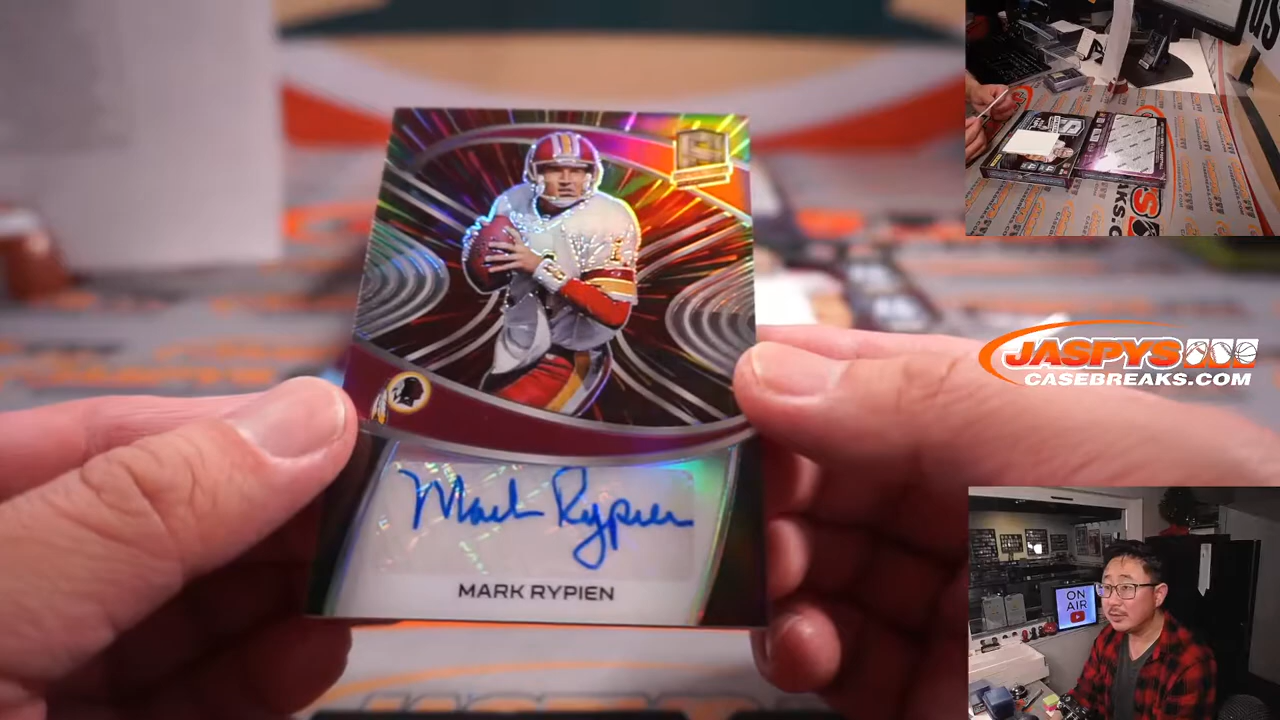 Mark Rypien
MARK RYPIEN
JASPYS
CASEBREAKS.COM
ON
AIR